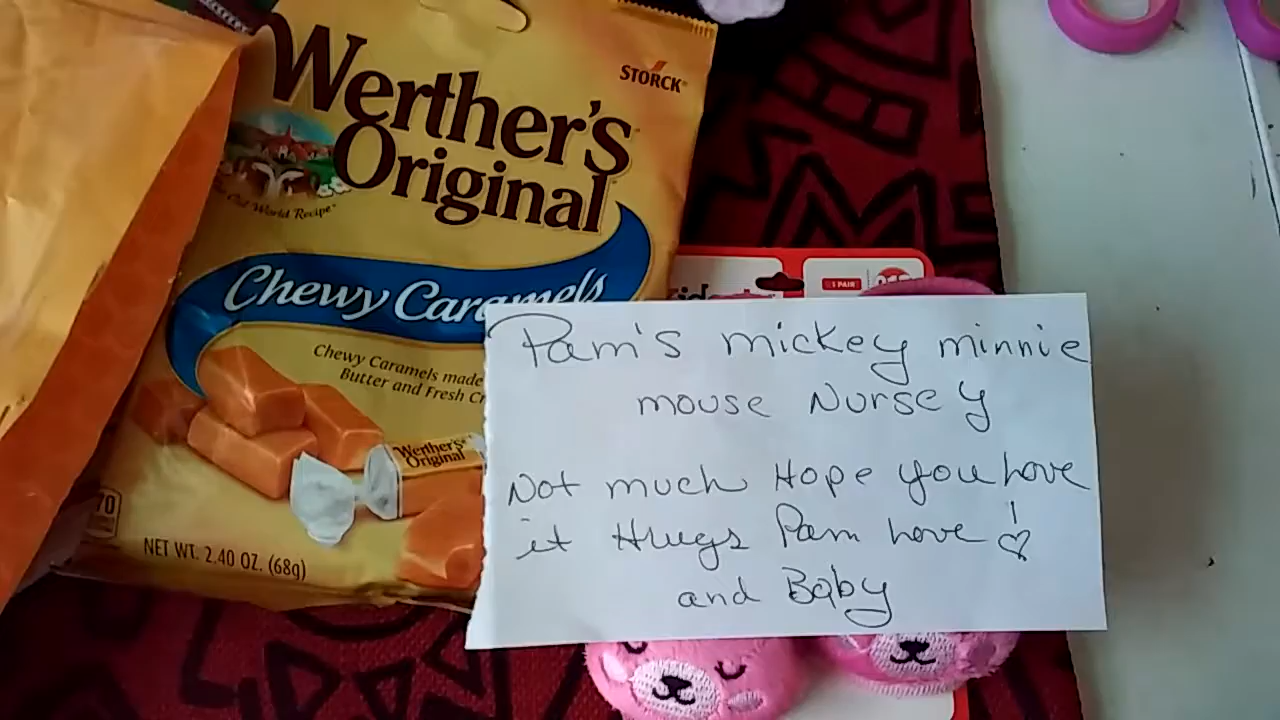 Werther's
Original
STORCK
Old World Recipe
Chewy Caramels
Chewy Caramels made
Butter and Fresh Cr
Werther's
Original
70
NET WT. 2.40 OZ. (68g)
1 PAIR
Pam's mickey minnie
mouse Nursey
Not much Hope you Love
it Hugs Pam Love
and Baby